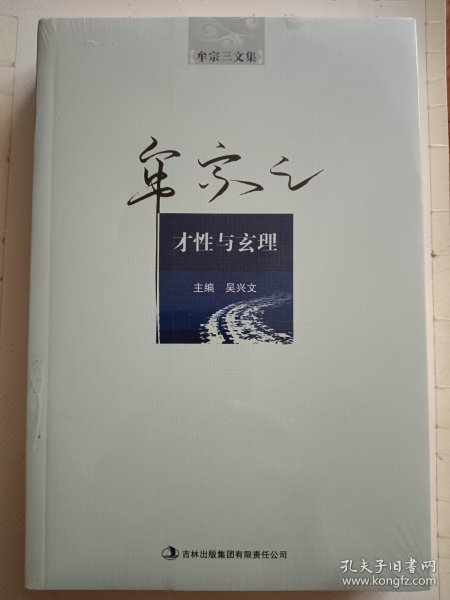 牟宗三文集
牟宗三
才性与玄理
主编 吴兴文
吉林出版集团有限责任公司
孔夫子旧书网
www.kongfz.com